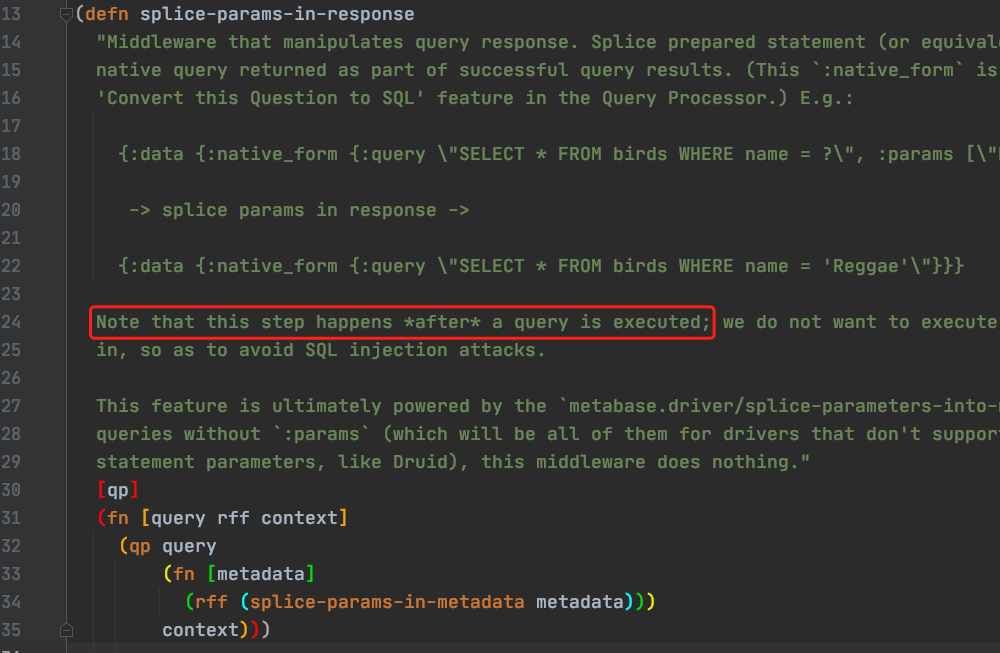 13 (defn splice-params-in-response
14 "Middleware that manipulates query response. Splice prepared statement (or equival
15 native query returned as part of successful query results. (This `:native_form` is
16 'Convert this Question to SQL' feature in the Query Processor.) E.g.:
17
18 {:data {:native_form {:query \"SELECT * FROM birds WHERE name = ?\", :params [\"
19
20 -> splice params in response ->
21
22 {:data {:native_form {:query \"SELECT * FROM birds WHERE name = 'Reggae'\"}}}
23
24 Note that this step happens *after* a query is executed; we do not want to execute
25 in, so as to avoid SQL injection attacks.
26
27 This feature is ultimately powered by the `metabase.driver/splice-parameters-into-
28 queries without `:params` (which will be all of them for drivers that don't support
29 statement parameters, like Druid), this middleware does nothing."
30 [qp]
31 (fn [query rff context]
32 (qp query
33 (fn [metadata]
34 (rff (splice-params-in-metadata metadata)))
35 context)))